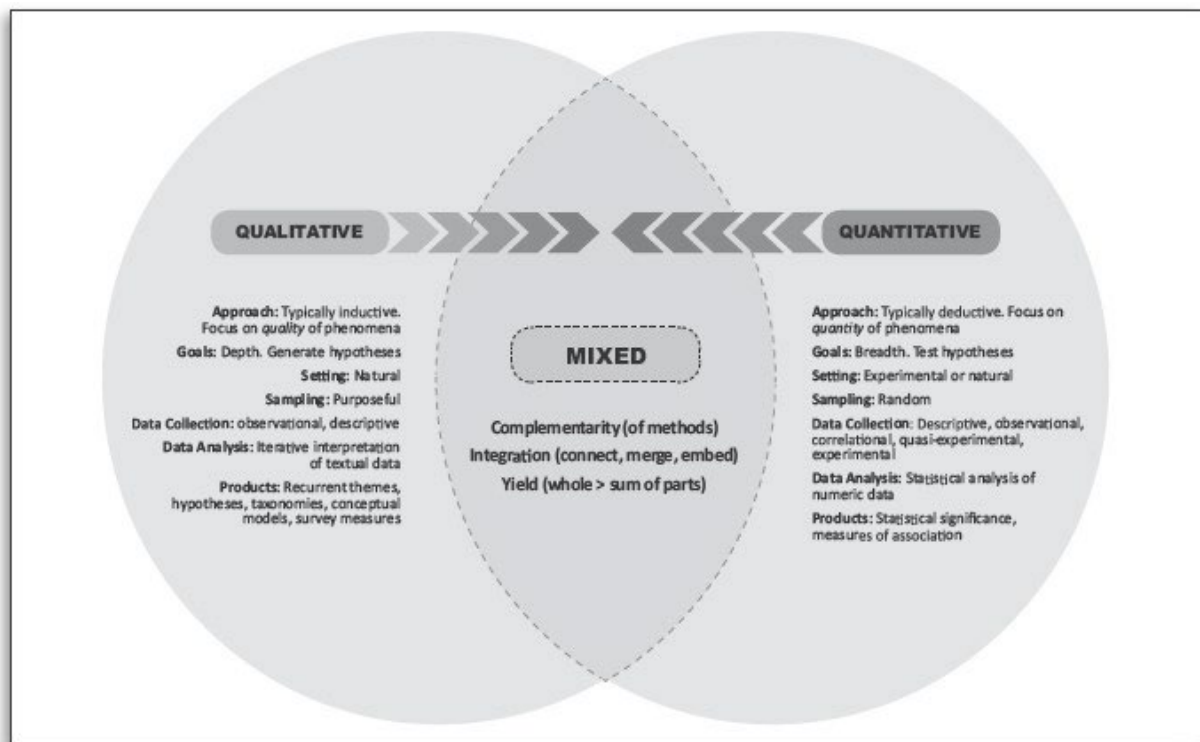 QUALITATIVE
Approach: Typically inductive.
Focus on quality of phenomena
Goals: Depth. Generate hypotheses
Setting: Natural
Sampling: Purposeful
Data Collection: observational, descriptive
Data Analysis: Iterative interpretation
of textual data
Products: Recurrent themes,
hypotheses, taxonomies, conceptual
models, survey measures
MIXED
Complementarity (of methods)
Integration (connect, merge, embed)
Yield (whole > sum of parts)
QUANTITATIVE
Approach: Typically deductive. Focus on
quantity of phenomena
Goals: Breadth. Test hypotheses
Setting: Experimental or natural
Sampling: Random
Data Collection: Descriptive, observational,
correlational, quasi-experimental,
experimental
Data Analysis: Statistical analysis of
numeric data
Products: Statistical significance,
measures of association